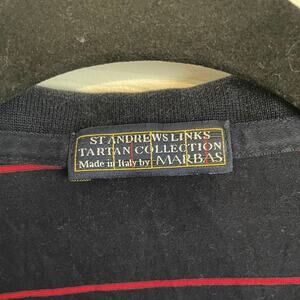 ST ANDREWS LINKS
TARTAN COLLECTION
Made in Italy by MARBAS